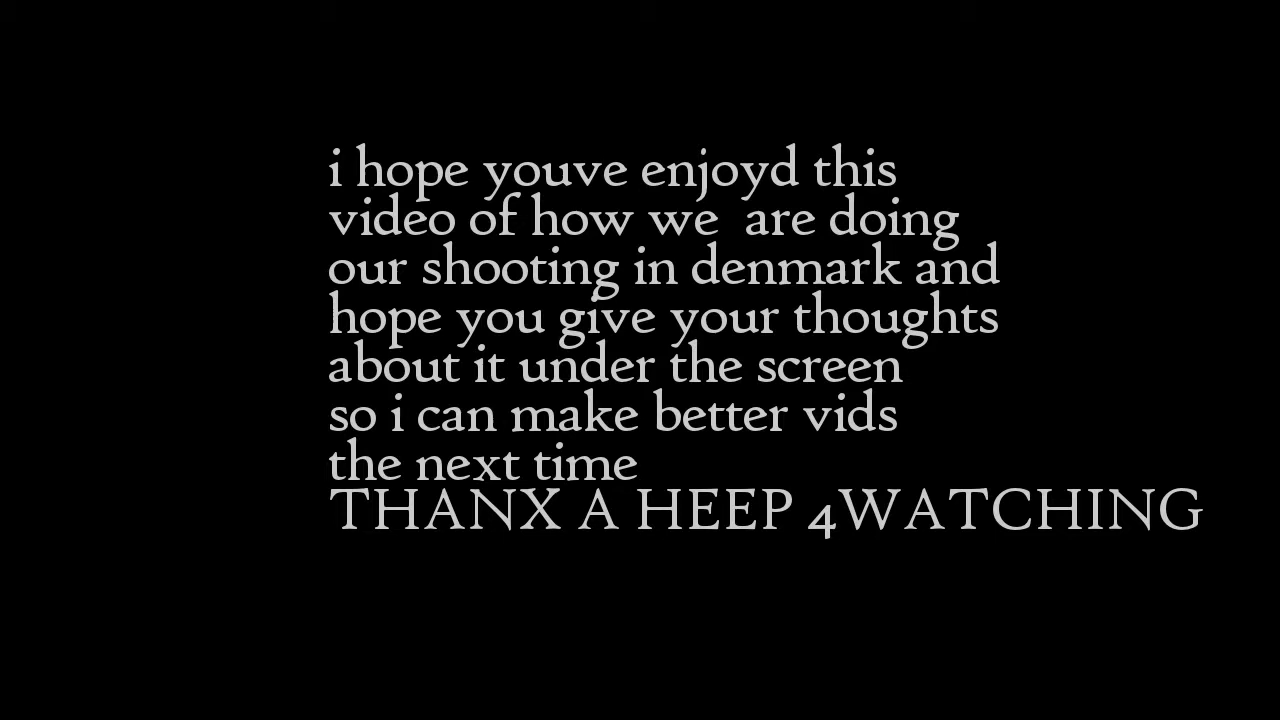 i hope youve enjoyd this
video of how we  are doing
our shooting in denmark and
hope you give your thoughts
about it under the screen
so i can make better vids
the next time
THANX A HEEP 4WATCHING